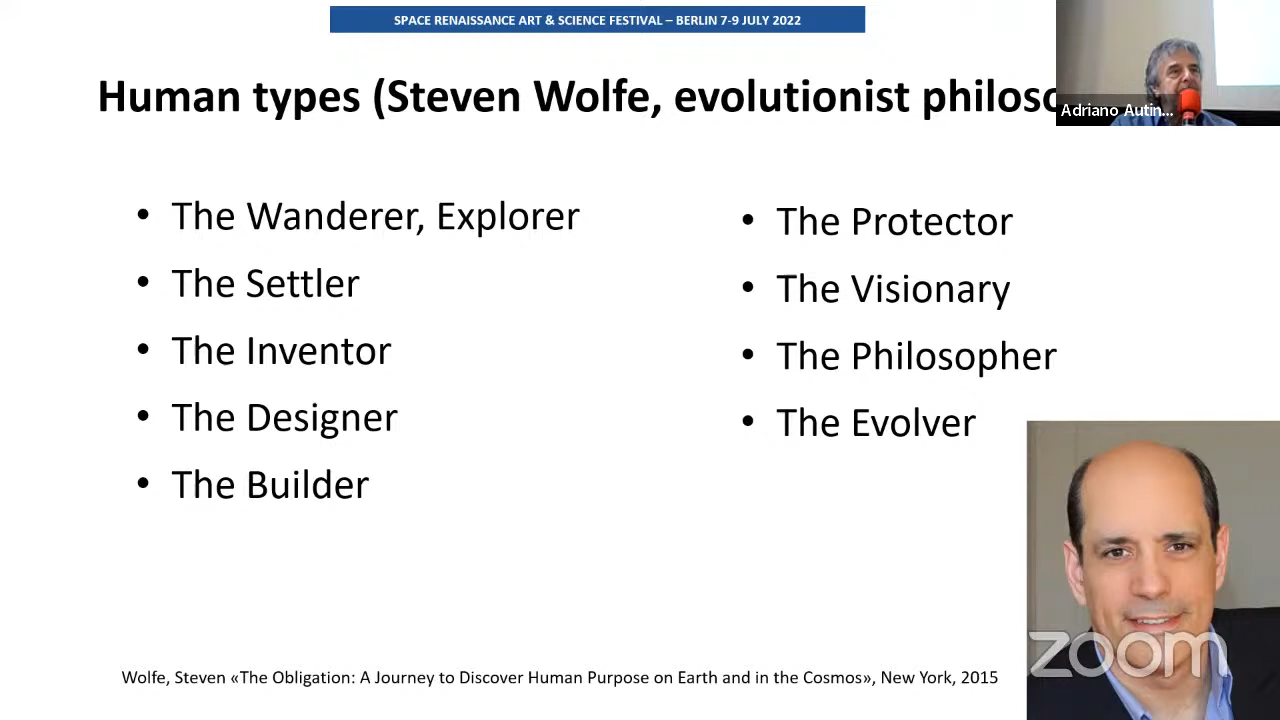 SPACE RENAISSANCE ART & SCIENCE FESTIVAL – BERLIN 7-9 JULY 2022
Human types (Steven Wolfe, evolutionist philoso
Adriano Autin...
• The Wanderer, Explorer
• The Settler
• The Inventor
• The Designer
• The Builder
• The Protector
• The Visionary
• The Philosopher
• The Evolver
zoom
Wolfe, Steven «The Obligation: A Journey to Discover Human Purpose on Earth and in the Cosmos», New York, 2015